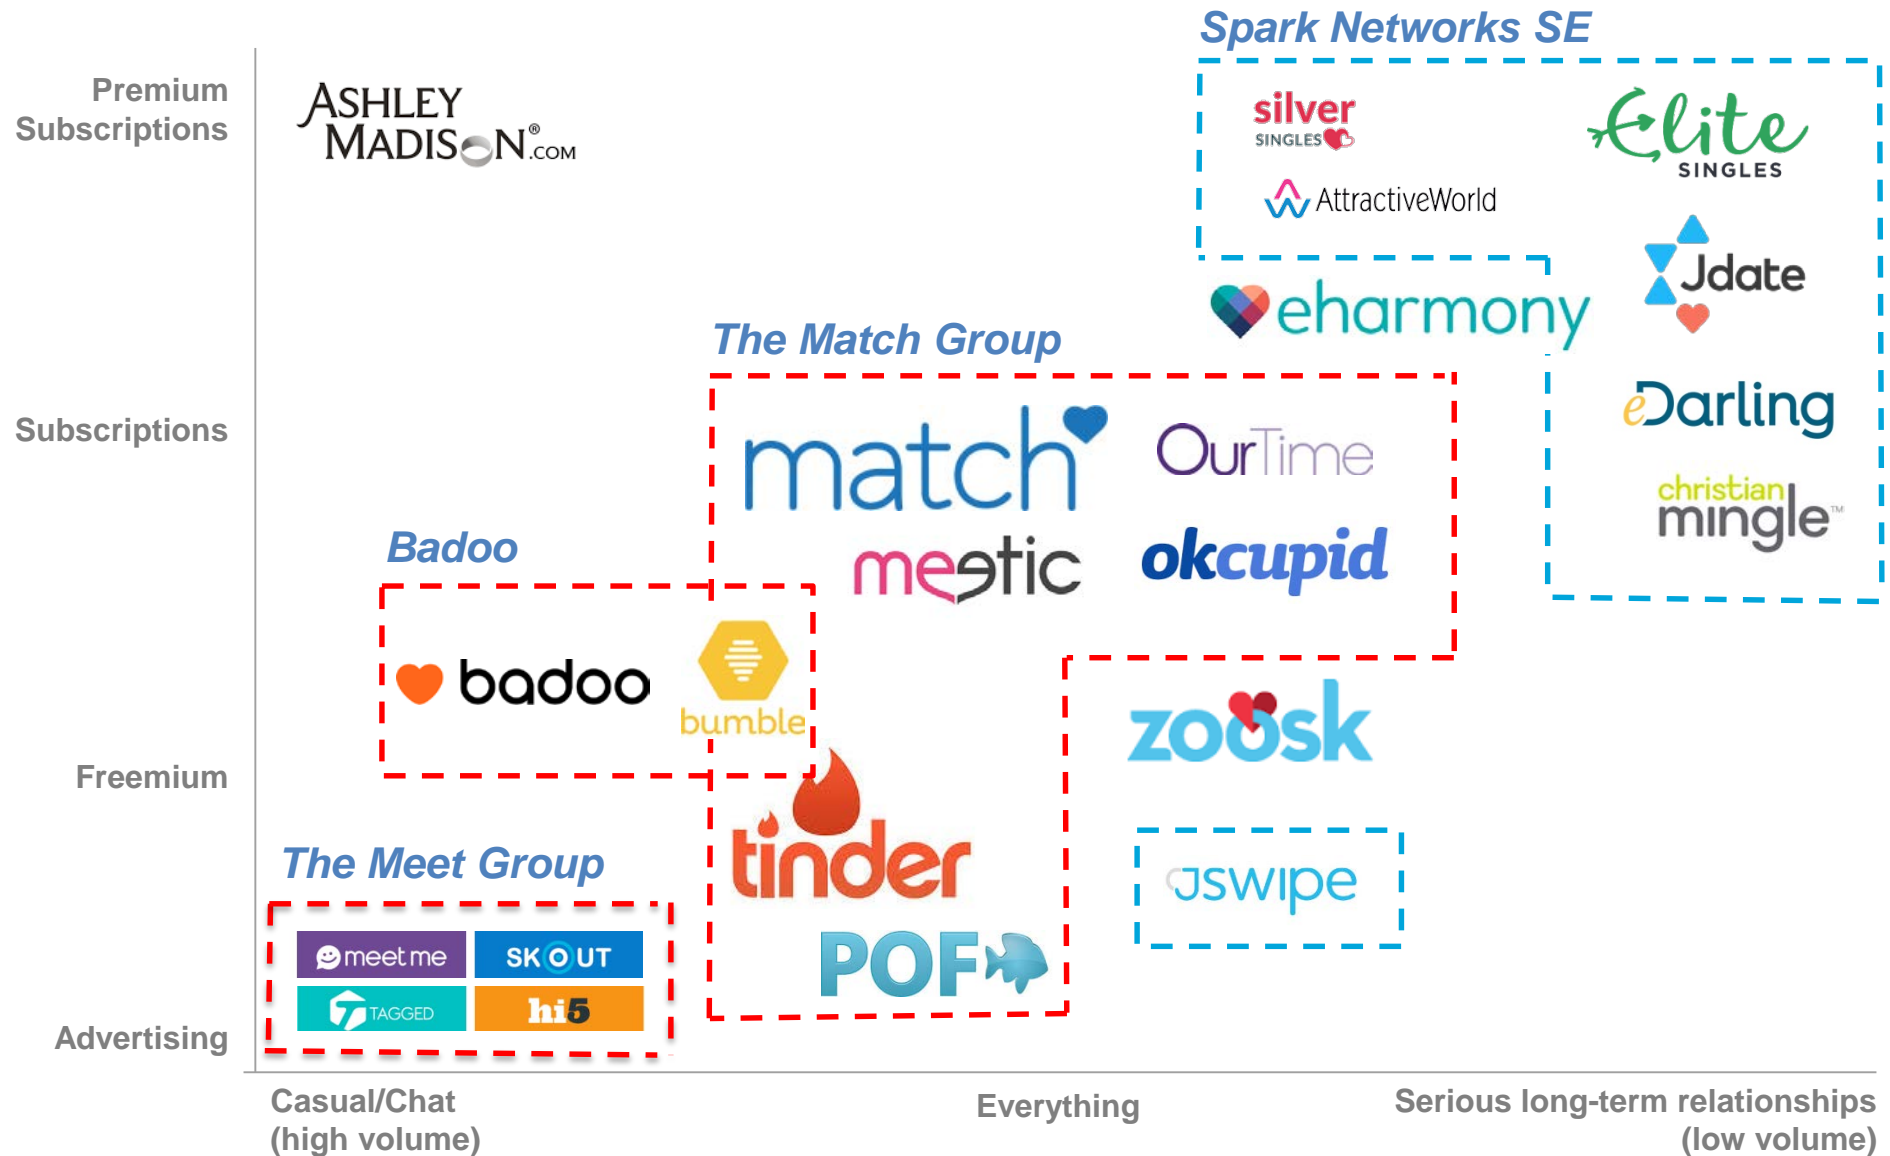 Spark Networks SE
Premium
Subscriptions
ASHLEY
MADISON®.COM
silver
SINGLES
Elite
SINGLES
AttractiveWorld
Jdate
eharmony
The Match Group
Subscriptions
match
OurTime
eDarling
christian
mingle™
Badoo
meetic
okcupid
badoo
bumble
zoosk
Freemium
tinder
The Meet Group
JSWIPE
meetme
SKOUT
POF
TAGGED
hi5
Advertising
Casual/Chat
(high volume)
Everything
Serious long-term relationships
(low volume)